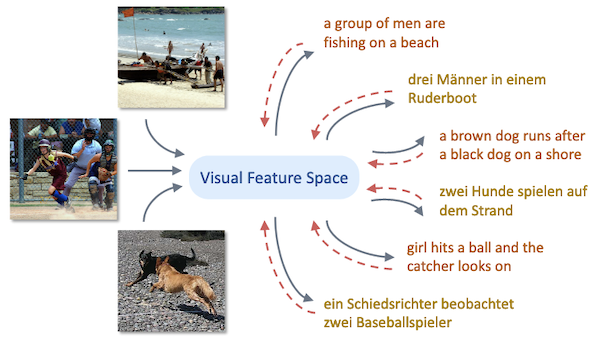 a group of men are
fishing on a beach
drei Männer in einem
Ruderboot
a brown dog runs after
a black dog on a shore
Visual Feature Space
zwei Hunde spielen auf
dem Strand
girl hits a ball and the
catcher looks on
ein Schiedsrichter beobachtet
zwei Baseballspieler